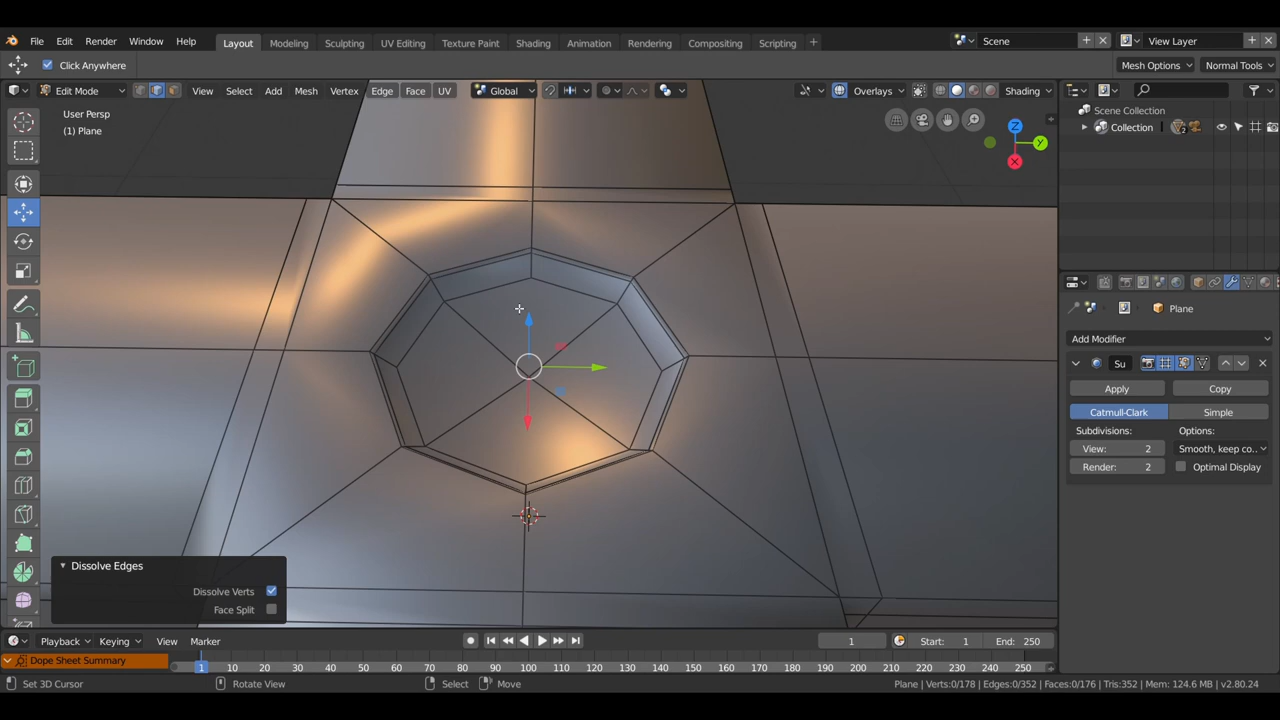 File Edit Render Window Help Layout Modeling Sculpting UV Editing Texture Paint Shading Animation Rendering Compositing Scripting + Scene View Layer
Click Anywhere Mesh Options Normal Tools
Edit Mode View Select Add Mesh Vertex Edge Face UV Global Overlays Shading
User Persp
(1) Plane
Z
Y
X
Scene Collection
Collection 2
Plane
Add Modifier
Su
Apply Copy
Catmull-Clark Simple
Subdivisions: Options:
View: 2 Smooth, keep co..
Render: 2 Optimal Display
Dissolve Edges
Dissolve Verts
Face Split
Playback Keying View Marker 1 Start: 1 End: 250
Dope Sheet Summary 1 10 20 30 40 50 60 70 80 90 100 110 120 130 140 150 160 170 180 190 200 210 220 230 240 250
Set 3D Cursor Rotate View Select Move Plane | Verts:0/178 | Edges:0/352 | Faces:0/176 | Tris:352 | Mem: 124.6 MB | v2.80.24